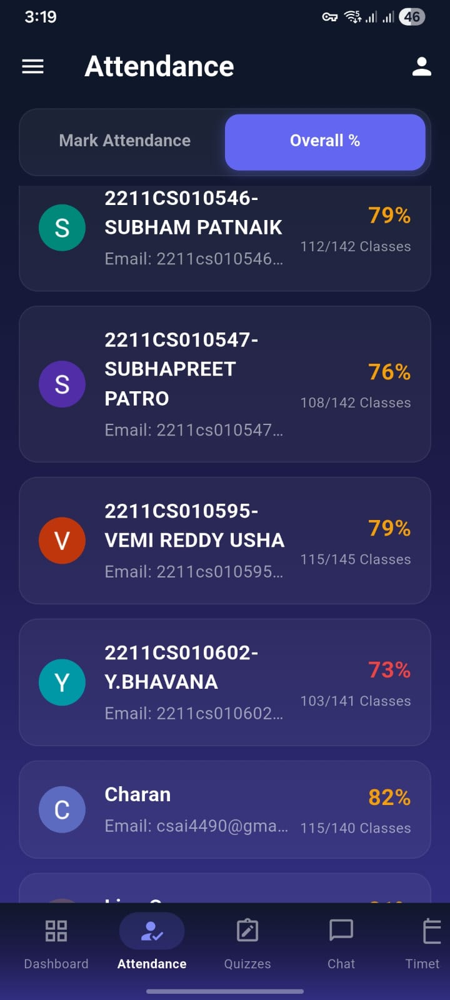 3:19
46
Attendance
Mark Attendance
Overall %
2211CS010546-
SUBHAM PATNAIK
Email: 2211cs010546...
S
79%
112/142 Classes
2211CS010547-
SUBHAPREET
PATRO
Email: 2211cs010547...
S
76%
108/142 Classes
2211CS010595-
VEMI REDDY USHA
Email: 2211cs010595...
V
79%
115/145 Classes
2211CS010602-
Y.BHAVANA
Email: 2211cs010602...
Y
73%
103/141 Classes
Charan
Email: csai4490@gma...
C
82%
115/140 Classes
Dashboard
Attendance
Quizzes
Chat
Timet